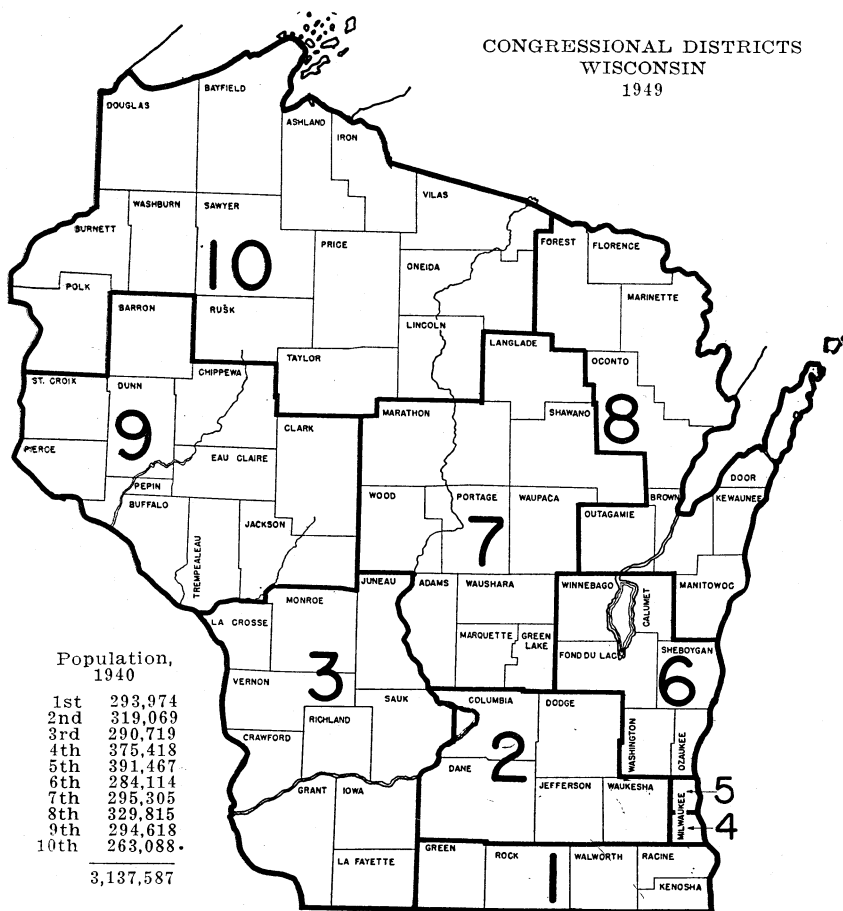 CONGRESSIONAL DISTRICTS
WISCONSIN
1949
DOUGLAS
BAYFIELD
ASHLAND
IRON
VILAS
BURNETT
WASHBURN
SAWYER
PRICE
ONEIDA
FOREST
FLORENCE
10
POLK
BARRON
RUSK
MARINETTE
LINCOLN
LANGLADE
TAYLOR
OCONTO
ST. CROIX
DUNN
CHIPPEWA
MARATHON
SHAWANO
8
9
CLARK
PIERCE
EAU CLAIRE
PEPIN
DOOR
BUFFALO
WOOD
PORTAGE
WAUPACA
BROWN
KEWAUNEE
OUTAGAMIE
7
JACKSON
TREMPEALEAU
JUNEAU
ADAMS
WAUSHARA
WINNEBAGO
CALUMET
MANITOWOC
MONROE
LA CROSSE
MARQUETTE
GREEN
LAKE
FOND DU LAC
SHEBOYGAN
6
3
VERNON
SAUK
COLUMBIA
DODGE
RICHLAND
CRAWFORD
WASHINGTON
OZAUKEE
2
DANE
JEFFERSON
WAUKESHA
MILWAUKEE
5
4
GRANT
IOWA
LA FAYETTE
GREEN
ROCK
WALWORTH
RACINE
KENOSHA
1
Population,
1940
1st 293,974
2nd 319,069
3rd 290,719
4th 375,418
5th 391,467
6th 284,114
7th 295,305
8th 329,815
9th 294,618
10th 263,088.
3,137,587